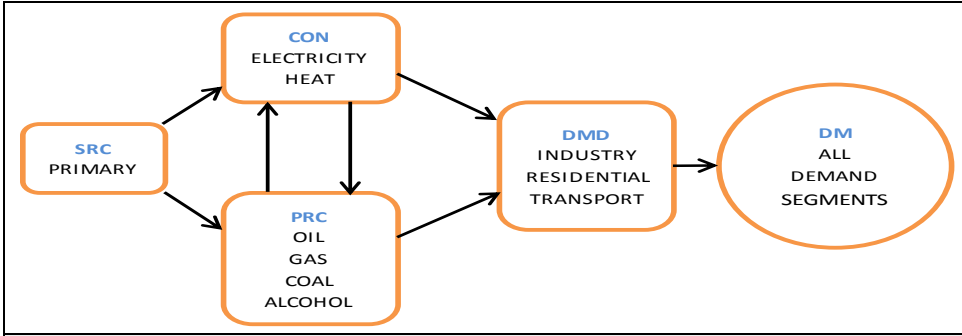 SRC
PRIMARY
CON
ELECTRICITY
HEAT
PRC
OIL
GAS
COAL
ALCOHOL
DMD
INDUSTRY
RESIDENTIAL
TRANSPORT
DM
ALL
DEMAND
SEGMENTS